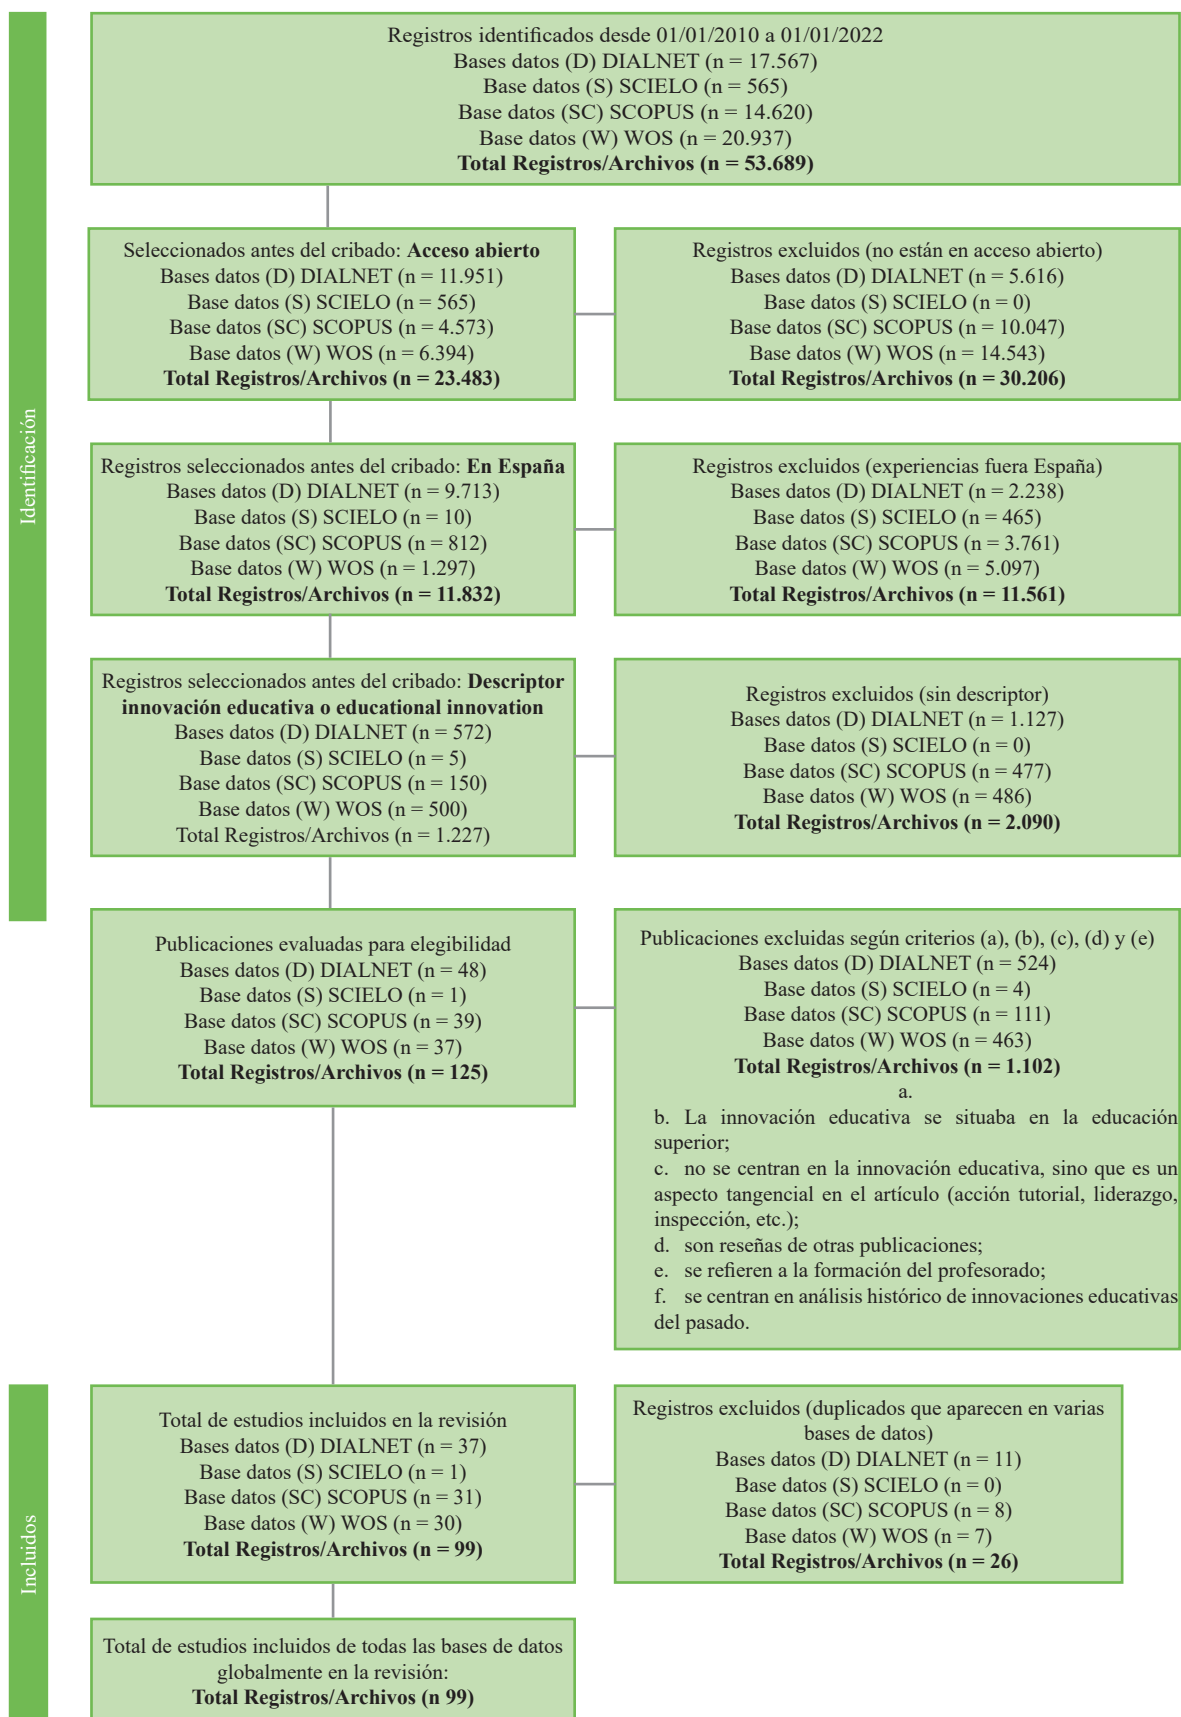 Identificación
Registros identificados desde 01/01/2010 a 01/01/2022
Bases datos (D) DIALNET (n = 17.567)
Base datos (S) SCIELO (n = 565)
Base datos (SC) SCOPUS (n = 14.620)
Base datos (W) WOS (n = 20.937)
Total Registros/Archivos (n = 53.689)
Seleccionados antes del cribado: Acceso abierto
Bases datos (D) DIALNET (n = 11.951)
Base datos (S) SCIELO (n = 565)
Base datos (SC) SCOPUS (n = 4.573)
Base datos (W) WOS (n = 6.394)
Total Registros/Archivos (n = 23.483)
Registros excluidos (no están en acceso abierto)
Bases datos (D) DIALNET (n = 5.616)
Base datos (S) SCIELO (n = 0)
Base datos (SC) SCOPUS (n = 10.047)
Base datos (W) WOS (n = 14.543)
Total Registros/Archivos (n = 30.206)
Registros seleccionados antes del cribado: En España
Bases datos (D) DIALNET (n = 9.713)
Base datos (S) SCIELO (n = 10)
Base datos (SC) SCOPUS (n = 812)
Base datos (W) WOS (n = 1.297)
Total Registros/Archivos (n = 11.832)
Registros excluidos (experiencias fuera España)
Bases datos (D) DIALNET (n = 2.238)
Base datos (S) SCIELO (n = 465)
Base datos (SC) SCOPUS (n = 3.761)
Base datos (W) WOS (n = 5.097)
Total Registros/Archivos (n = 11.561)
Registros seleccionados antes del cribado: Descriptor
innovación educativa o educational innovation
Bases datos (D) DIALNET (n = 572)
Base datos (S) SCIELO (n = 5)
Base datos (SC) SCOPUS (n = 150)
Base datos (W) WOS (n = 500)
Total Registros/Archivos (n = 1.227)
Registros excluidos (sin descriptor)
Bases datos (D) DIALNET (n = 1.127)
Base datos (S) SCIELO (n = 0)
Base datos (SC) SCOPUS (n = 477)
Base datos (W) WOS (n = 486)
Total Registros/Archivos (n = 2.090)
Publicaciones evaluadas para elegibilidad
Bases datos (D) DIALNET (n = 48)
Base datos (S) SCIELO (n = 1)
Base datos (SC) SCOPUS (n = 39)
Base datos (W) WOS (n = 37)
Total Registros/Archivos (n = 125)
Publicaciones excluidas según criterios (a), (b), (c), (d) y (e)
Bases datos (D) DIALNET (n = 524)
Base datos (S) SCIELO (n = 4)
Base datos (SC) SCOPUS (n = 111)
Base datos (W) WOS (n = 463)
Total Registros/Archivos (n = 1.102)
a.
b. La innovación educativa se situaba en la educación
superior;
c. no se centran en la innovación educativa, sino que es un
aspecto tangencial en el artículo (acción tutorial, liderazgo,
inspección, etc.);
d. son reseñas de otras publicaciones;
e. se refieren a la formación del profesorado;
f. se centran en análisis histórico de innovaciones educativas
del pasado.
Incluidos
Total de estudios incluidos en la revisión
Bases datos (D) DIALNET (n = 37)
Base datos (S) SCIELO (n = 1)
Base datos (SC) SCOPUS (n = 31)
Base datos (W) WOS (n = 30)
Total Registros/Archivos (n = 99)
Registros excluidos (duplicados que aparecen en varias
bases de datos)
Bases datos (D) DIALNET (n = 11)
Base datos (S) SCIELO (n = 0)
Base datos (SC) SCOPUS (n = 8)
Base datos (W) WOS (n = 7)
Total Registros/Archivos (n = 26)
Total de estudios incluidos de todas las bases de datos
globalmente en la revisión:
Total Registros/Archivos (n 99)